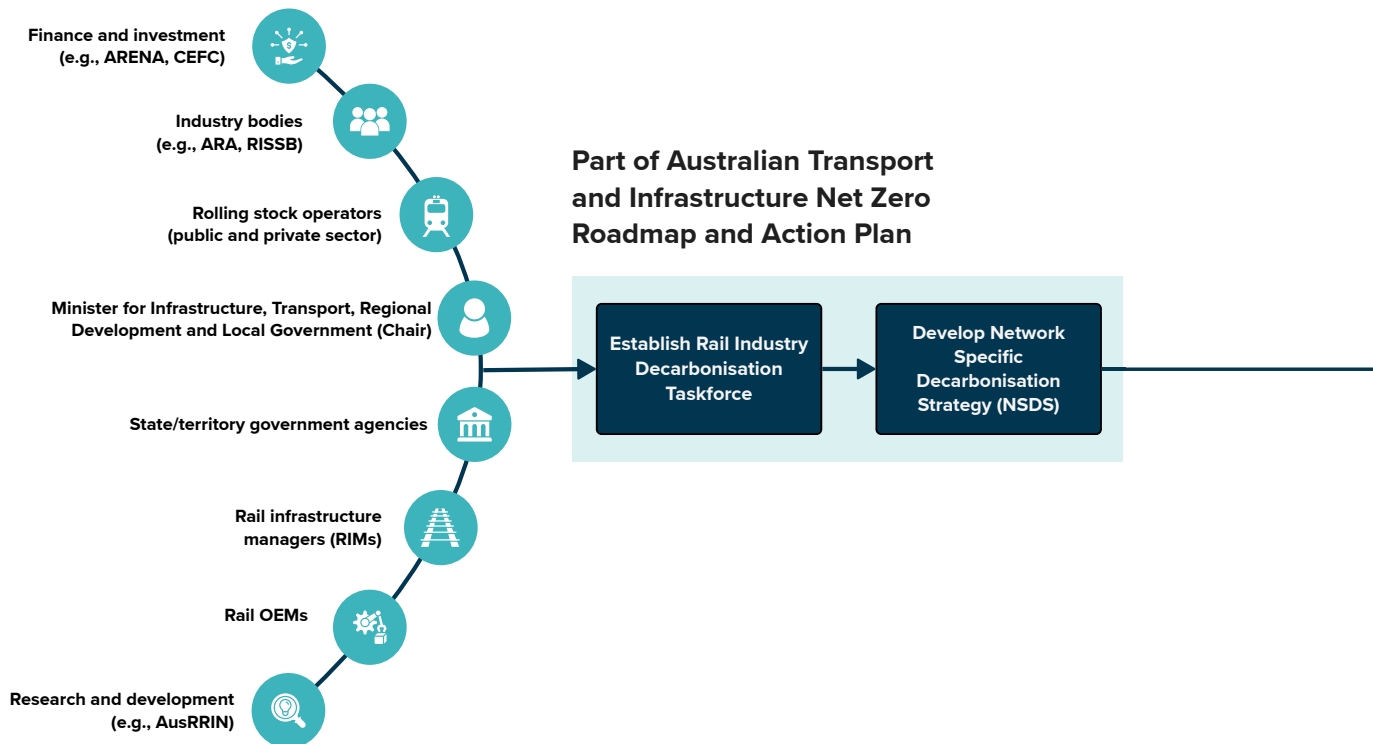 Finance and investment
(e.g., ARENA, CEFC)
Industry bodies
(e.g., ARA, RISSB)
Rolling stock operators
(public and private sector)
Minister for Infrastructure, Transport, Regional
Development and Local Government (Chair)
State/territory government agencies
Rail infrastructure
managers (RIMs)
Rail OEMs
Research and development
(e.g., AusRRIN)
Part of Australian Transport
and Infrastructure Net Zero
Roadmap and Action Plan
Establish Rail Industry
Decarbonisation
Taskforce
Develop Network
Specific
Decarbonisation
Strategy (NSDS)